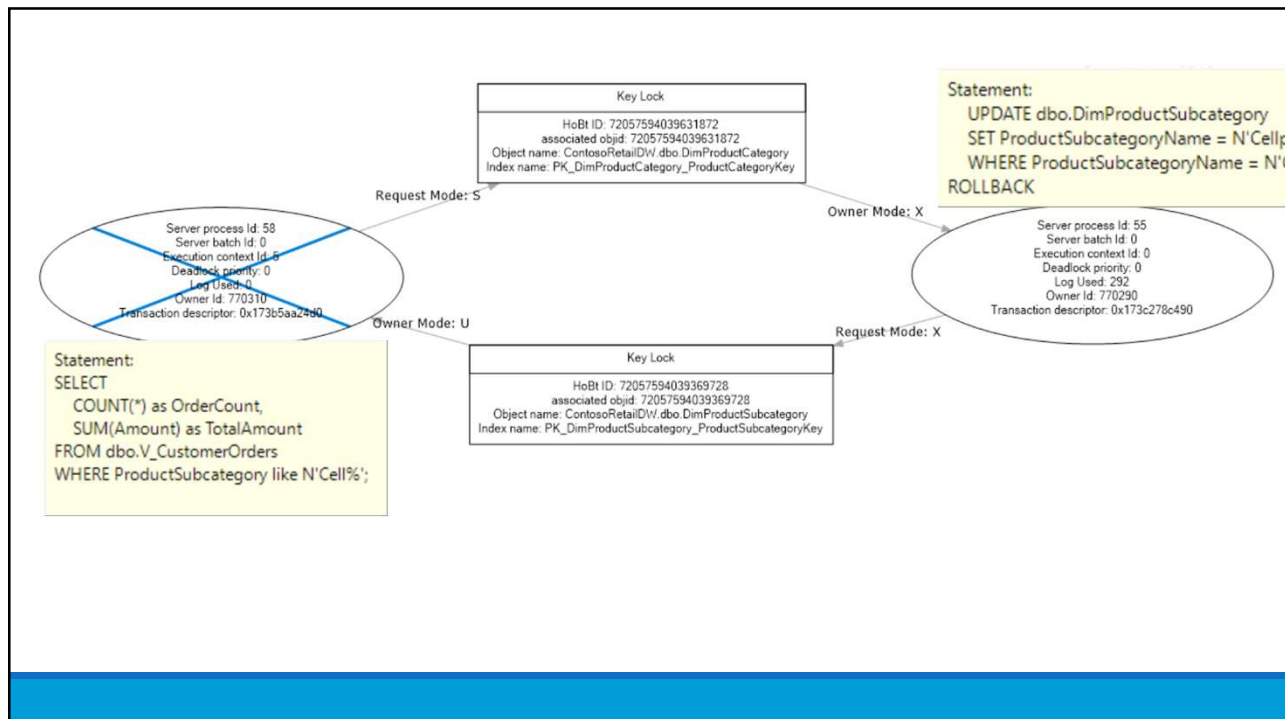 Key Lock
HoBt ID: 72057594039631872
associated objid: 72057594039631872
Object name: ContosoRetailDW.dbo.DimProductCategory
Index name: PK_DimProductCategory_ProductCategoryKey
Statement:
UPDATE dbo.DimProductSubcategory
SET ProductSubcategoryName = N'Cellp
WHERE ProductSubcategoryName = N'
ROLLBACK
Request Mode: S
Owner Mode: X
Server process Id: 58
Server batch Id: 0
Execution context Id: 5
Deadlock priority: 0
Log Used: 0
Owner Id: 770310
Transaction descriptor: 0x173b5aa24d0
Server process Id: 55
Server batch Id: 0
Execution context Id: 0
Deadlock priority: 0
Log Used: 292
Owner Id: 770290
Transaction descriptor: 0x173c278c490
Owner Mode: U
Request Mode: X
Key Lock
HoBt ID: 72057594039369728
associated objid: 72057594039369728
Object name: ContosoRetailDW.dbo.DimProductSubcategory
Index name: PK_DimProductSubcategory_ProductSubcategoryKey
Statement:
SELECT
COUNT(*) as OrderCount,
SUM(Amount) as TotalAmount
FROM dbo.V_CustomerOrders
WHERE ProductSubcategory like N'Cell%';